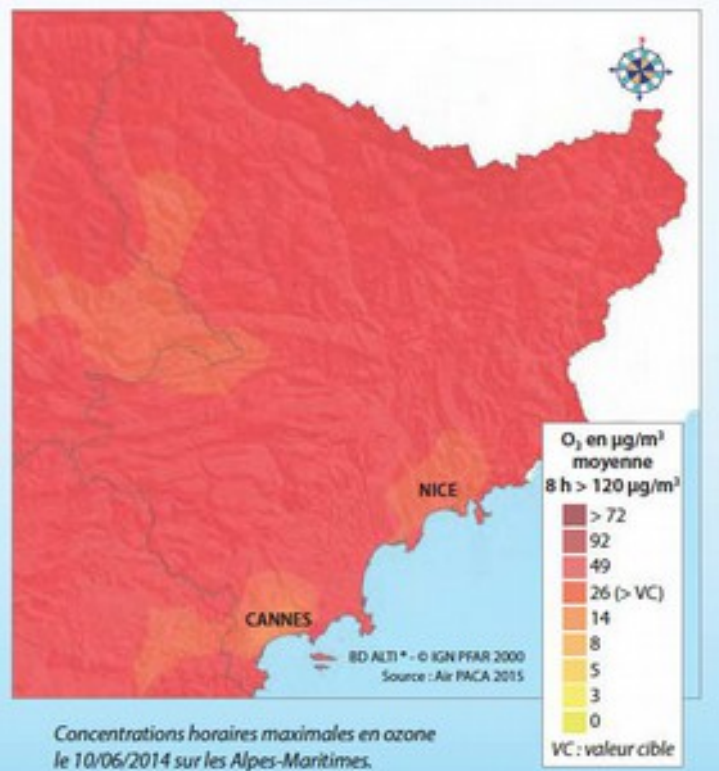 NICE
CANNES
BD ALTI ® - © IGN PFAR 2000
Source : Air PACA 2015
O₃ en µg/m³
moyenne
8 h > 120 µg/m³
> 72
92
49
26 (> VC)
14
8
5
3
0
VC : valeur cible
Concentrations horaires maximales en ozone
le 10/06/2014 sur les Alpes-Maritimes.